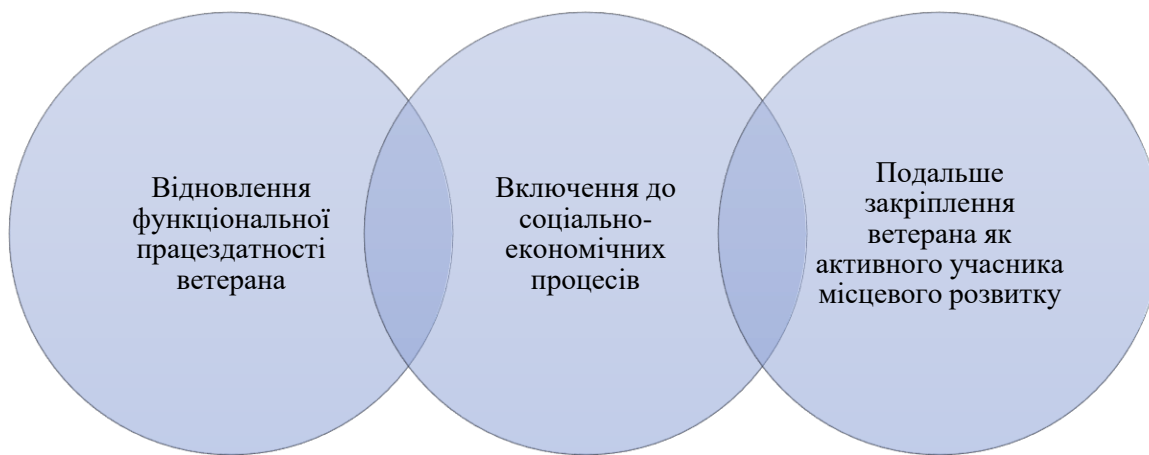 Відновлення
функціональної
працездатності
ветерана
Включення до
соціально-
економічних
процесів
Подальше
закріплення
ветерана як
активного учасника
місцевого розвитку